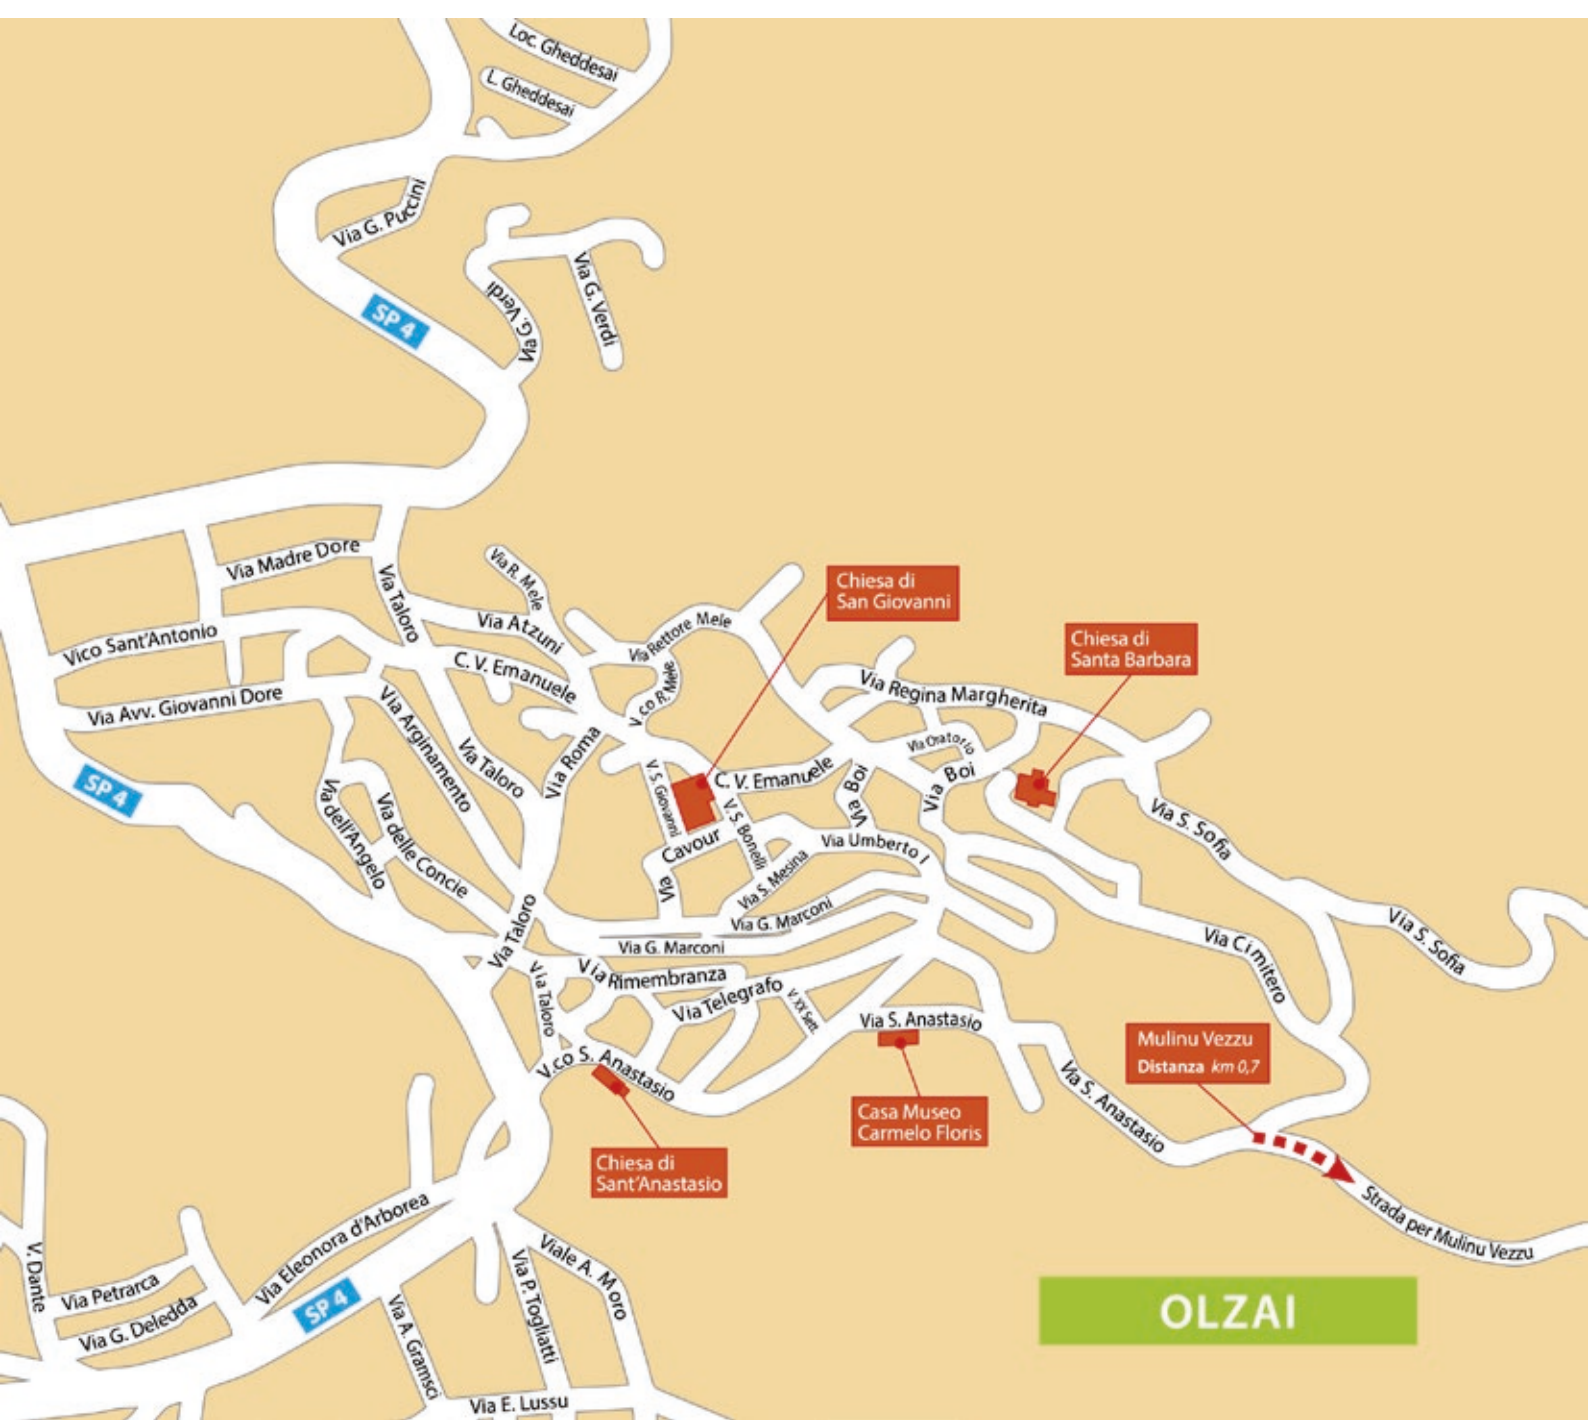 Loc. Gheddesai
L. Gheddesai
Via G. Puccini
SP 4
Via G. Verdi
Via G. Verdi
Via Madre Dore
Via Taloro
Via R. Mele
Via Atzuni
Via Rettore Mele
Chiesa di
San Giovanni
Vico Sant'Antonio
C. V. Emanuele
V.co R. Mele
Chiesa di
Santa Barbara
Via Avv. Giovanni Dore
Via Arginamento
Via Regina Margherita
Via Taloro
Via Roma
Via Oratorio
V. S. Giovanni
C. V. Emanuele
Via Boi
Via Boi
SP 4
Via dell'Angelo
Via delle Concie
V. S. Bonelli
Via Cavour
Via Umberto I
Via S. Sofia
Via S. Mesina
Via Taloro
Via G. Marconi
Via G. Marconi
Via S. Sofia
Via Cimitero
Via Rimembranza
Via Taloro
Via Telegrafo
V. XX Sett.
Via S. Anastasio
V.co S. Anastasio
Mulinu Vezzu
Distanza km 0,7
Via S. Anastasio
Casa Museo
Carmelo Floris
Chiesa di
Sant'Anastasio
Strada per Mulinu Vezzu
Via Eleonora d'Arborea
V. Dante
Via Petrarca
Via G. Deledda
SP 4
Viale A. Moro
Via P. Togliatti
Via A. Gramsci
Via E. Lussu
OLZAI